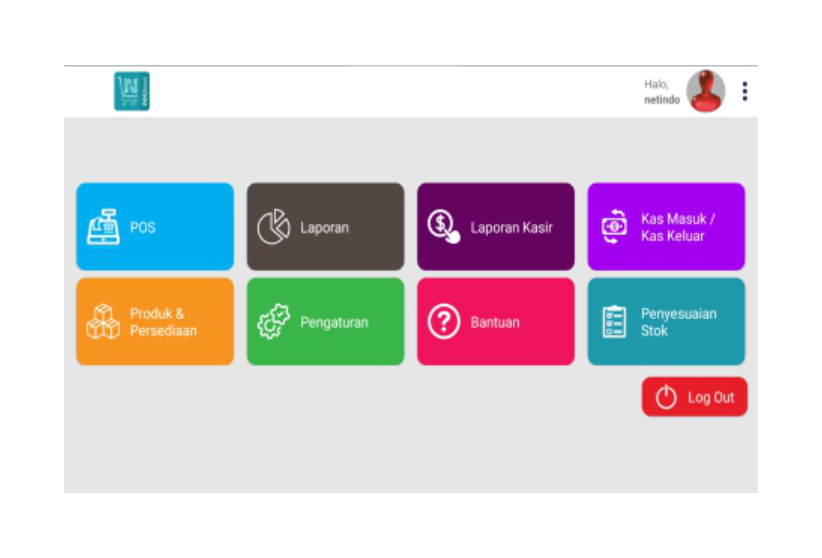 Halo,
netindo
POS
Laporan
Laporan Kasir
Kas Masuk /
Kas Keluar
Produk &
Persediaan
Pengaturan
Bantuan
Penyesuaian
Stok
Log Out